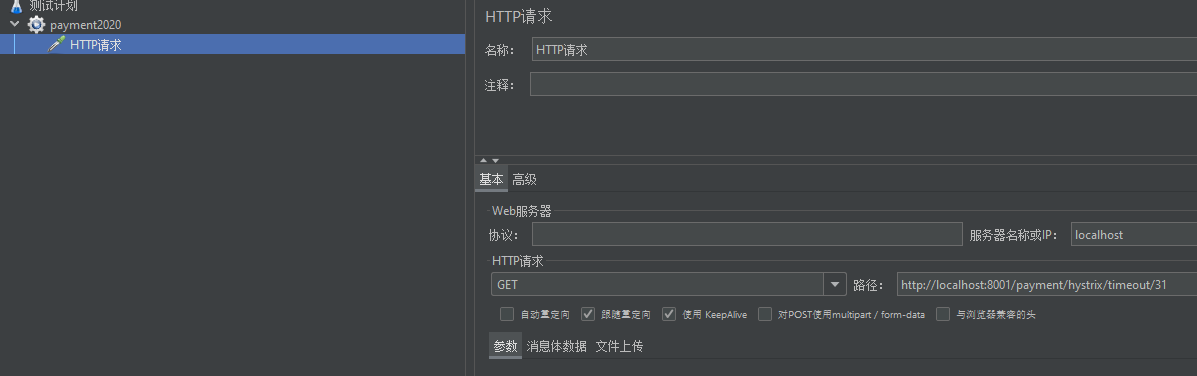 测试计划
payment2020
HTTP请求
HTTP请求
名称： HTTP请求
注释：
基本 高级
Web服务器
协议： 服务器名称或IP： localhost
HTTP请求
GET 路径： http://localhost:8001/payment/hystrix/timeout/31
自动重定向 跟随重定向 使用 KeepAlive 对POST使用multipart / form-data 与浏览器兼容的头
参数 消息体数据 文件上传